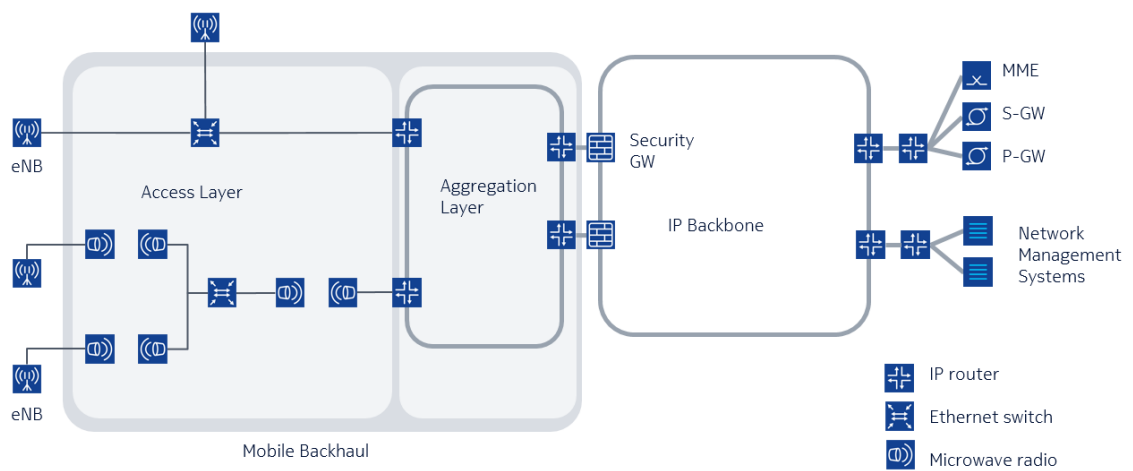 MME
S-GW
P-GW
eNB
Security
GW
Access Layer
Aggregation
Layer
IP Backbone
Network
Management
Systems
eNB
Mobile Backhaul
IP router
Ethernet switch
Microwave radio